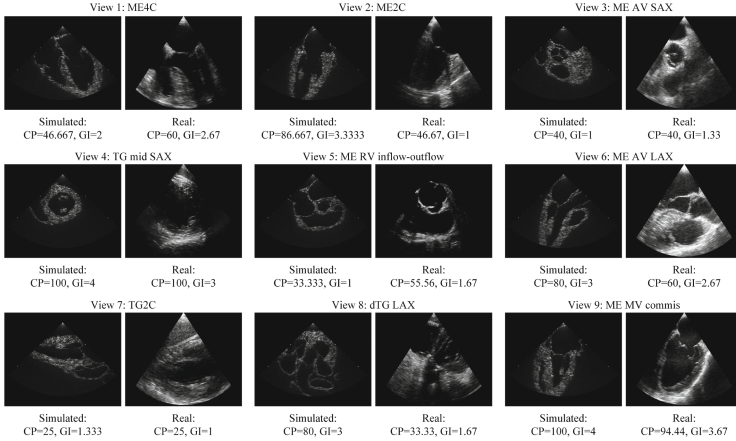 View 1: ME4C
View 2: ME2C
View 3: ME AV SAX
Simulated:
CP=46.667, GI=2
Real:
CP=60, GI=2.67
Simulated:
CP=86.667, GI=3.3333
Real:
CP=46.67, GI=1
Simulated:
CP=40, GI=1
Real:
CP=40, GI=1.33
View 4: TG mid SAX
View 5: ME RV inflow-outflow
View 6: ME AV LAX
Simulated:
CP=100, GI=4
Real:
CP=100, GI=3
Simulated:
CP=33.333, GI=1
Real:
CP=55.56, GI=1.67
Simulated:
CP=80, GI=3
Real:
CP=60, GI=2.67
View 7: TG2C
View 8: dTG LAX
View 9: ME MV commis
Simulated:
CP=25, GI=1.333
Real:
CP=25, GI=1
Simulated:
CP=80, GI=3
Real:
CP=33.33, GI=1.67
Simulated:
CP=100, GI=4
Real:
CP=94.44, GI=3.67